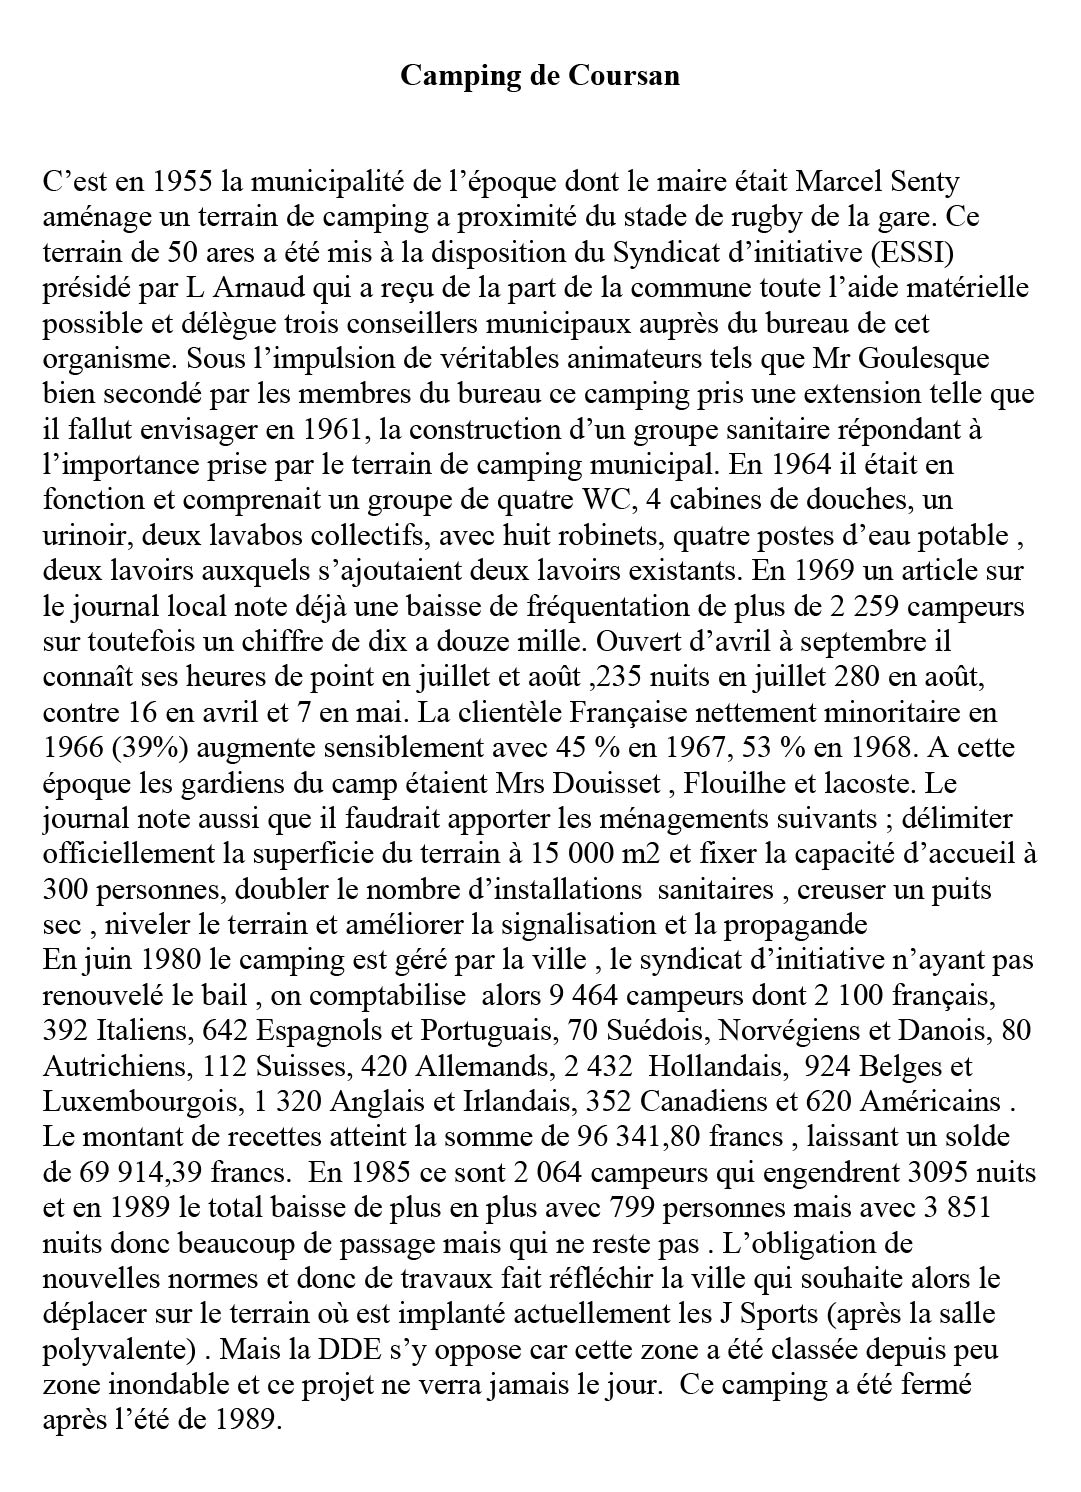 Camping de Coursan
C’est en 1955 la municipalité de l’époque dont le maire était Marcel Senty
aménage un terrain de camping a proximité du stade de rugby de la gare. Ce
terrain de 50 ares a été mis à la disposition du Syndicat d’initiative (ESSI)
présidé par L Arnaud qui a reçu de la part de la commune toute l’aide matérielle
possible et délègue trois conseillers municipaux auprès du bureau de cet
organisme. Sous l’impulsion de véritables animateurs tels que Mr Goulesque
bien secondé par les membres du bureau ce camping pris une extension telle que
il fallut envisager en 1961, la construction d’un groupe sanitaire répondant à
l’importance prise par le terrain de camping municipal. En 1964 il était en
fonction et comprenait un groupe de quatre WC, 4 cabines de douches, un
urinoir, deux lavabos collectifs, avec huit robinets, quatre postes d’eau potable ,
deux lavoirs auxquels s’ajoutaient deux lavoirs existants. En 1969 un article sur
le journal local note déjà une baisse de fréquentation de plus de 2 259 campeurs
sur toutefois un chiffre de dix a douze mille. Ouvert d’avril à septembre il
connaît ses heures de point en juillet et août ,235 nuits en juillet 280 en août,
contre 16 en avril et 7 en mai. La clientèle Française nettement minoritaire en
1966 (39%) augmente sensiblement avec 45 % en 1967, 53 % en 1968. A cette
époque les gardiens du camp étaient Mrs Douisset , Flouilhe et lacoste. Le
journal note aussi que il faudrait apporter les ménagements suivants ; délimiter
officiellement la superficie du terrain à 15 000 m2 et fixer la capacité d’accueil à
300 personnes, doubler le nombre d’installations  sanitaires , creuser un puits
sec , niveler le terrain et améliorer la signalisation et la propagande
En juin 1980 le camping est géré par la ville , le syndicat d’initiative n’ayant pas
renouvelé le bail , on comptabilise  alors 9 464 campeurs dont 2 100 français,
392 Italiens, 642 Espagnols et Portuguais, 70 Suédois, Norvégiens et Danois, 80
Autrichiens, 112 Suisses, 420 Allemands, 2 432  Hollandais,  924 Belges et
Luxembourgois, 1 320 Anglais et Irlandais, 352 Canadiens et 620 Américains .
Le montant de recettes atteint la somme de 96 341,80 francs , laissant un solde
de 69 914,39 francs.  En 1985 ce sont 2 064 campeurs qui engendrent 3095 nuits
et en 1989 le total baisse de plus en plus avec 799 personnes mais avec 3 851
nuits donc beaucoup de passage mais qui ne reste pas . L’obligation de
nouvelles normes et donc de travaux fait réfléchir la ville qui souhaite alors le
déplacer sur le terrain où est implanté actuellement les J Sports (après la salle
polyvalente) . Mais la DDE s’y oppose car cette zone a été classée depuis peu
zone inondable et ce projet ne verra jamais le jour.  Ce camping a été fermé
après l’été de 1989.